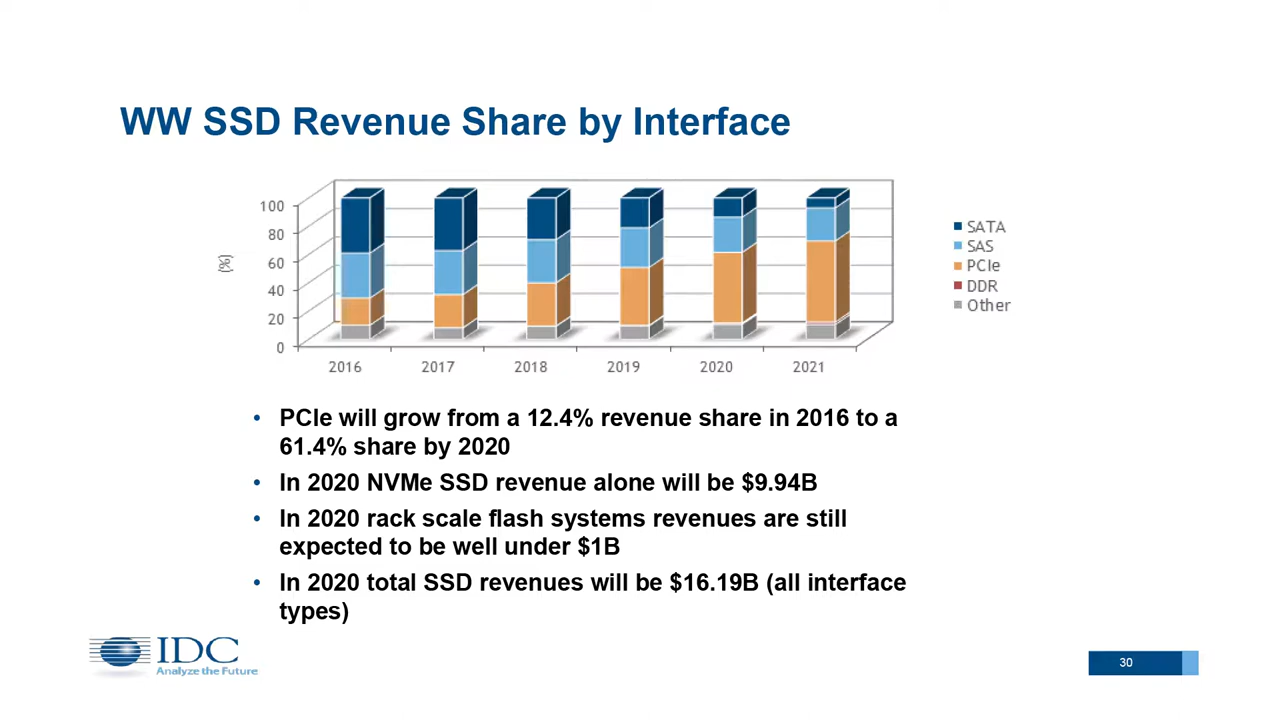 WW SSD Revenue Share by Interface
100
80
60
40
20
0
(%)
2016 2017 2018 2019 2020 2021
SATA
SAS
PCIe
DDR
Other
• PCIe will grow from a 12.4% revenue share in 2016 to a
61.4% share by 2020
• In 2020 NVMe SSD revenue alone will be $9.94B
• In 2020 rack scale flash systems revenues are still
expected to be well under $1B
• In 2020 total SSD revenues will be $16.19B (all interface
types)
IDC
Analyze the Future
30